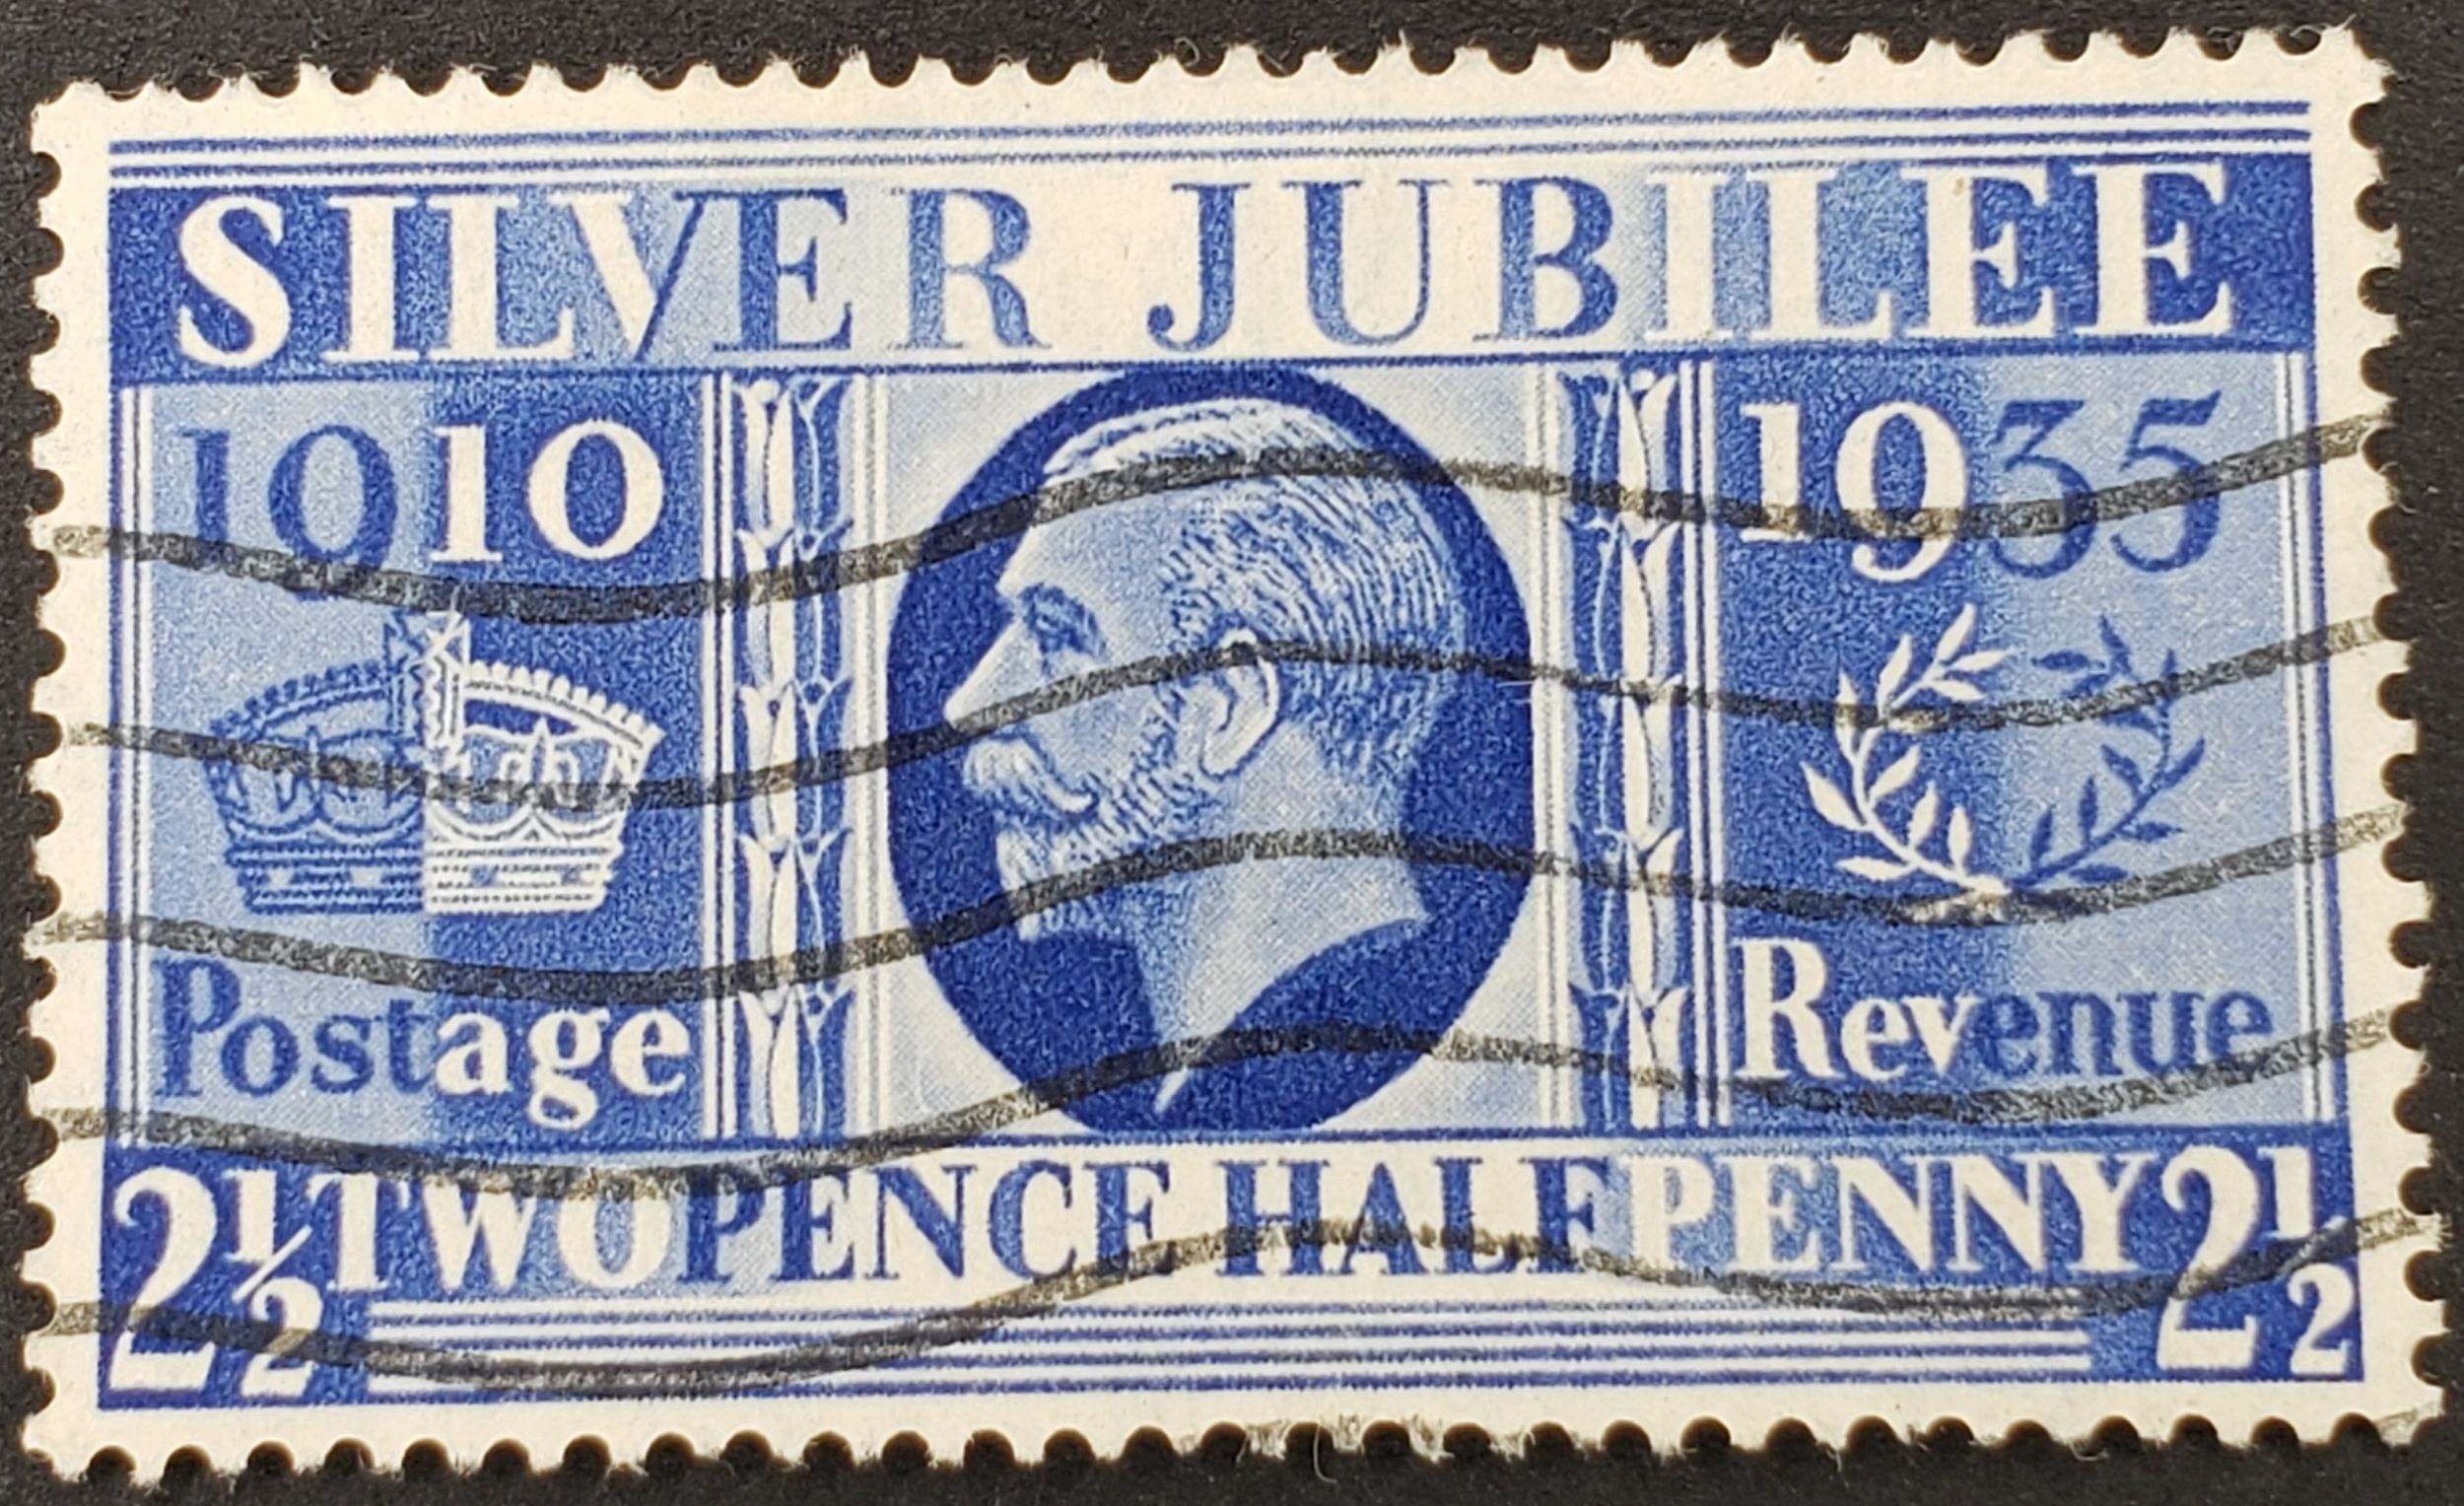 SILVER JUBILEE
1910 1935
Postage Revenue
2½ TWOPENCE HALFPENNY 2½